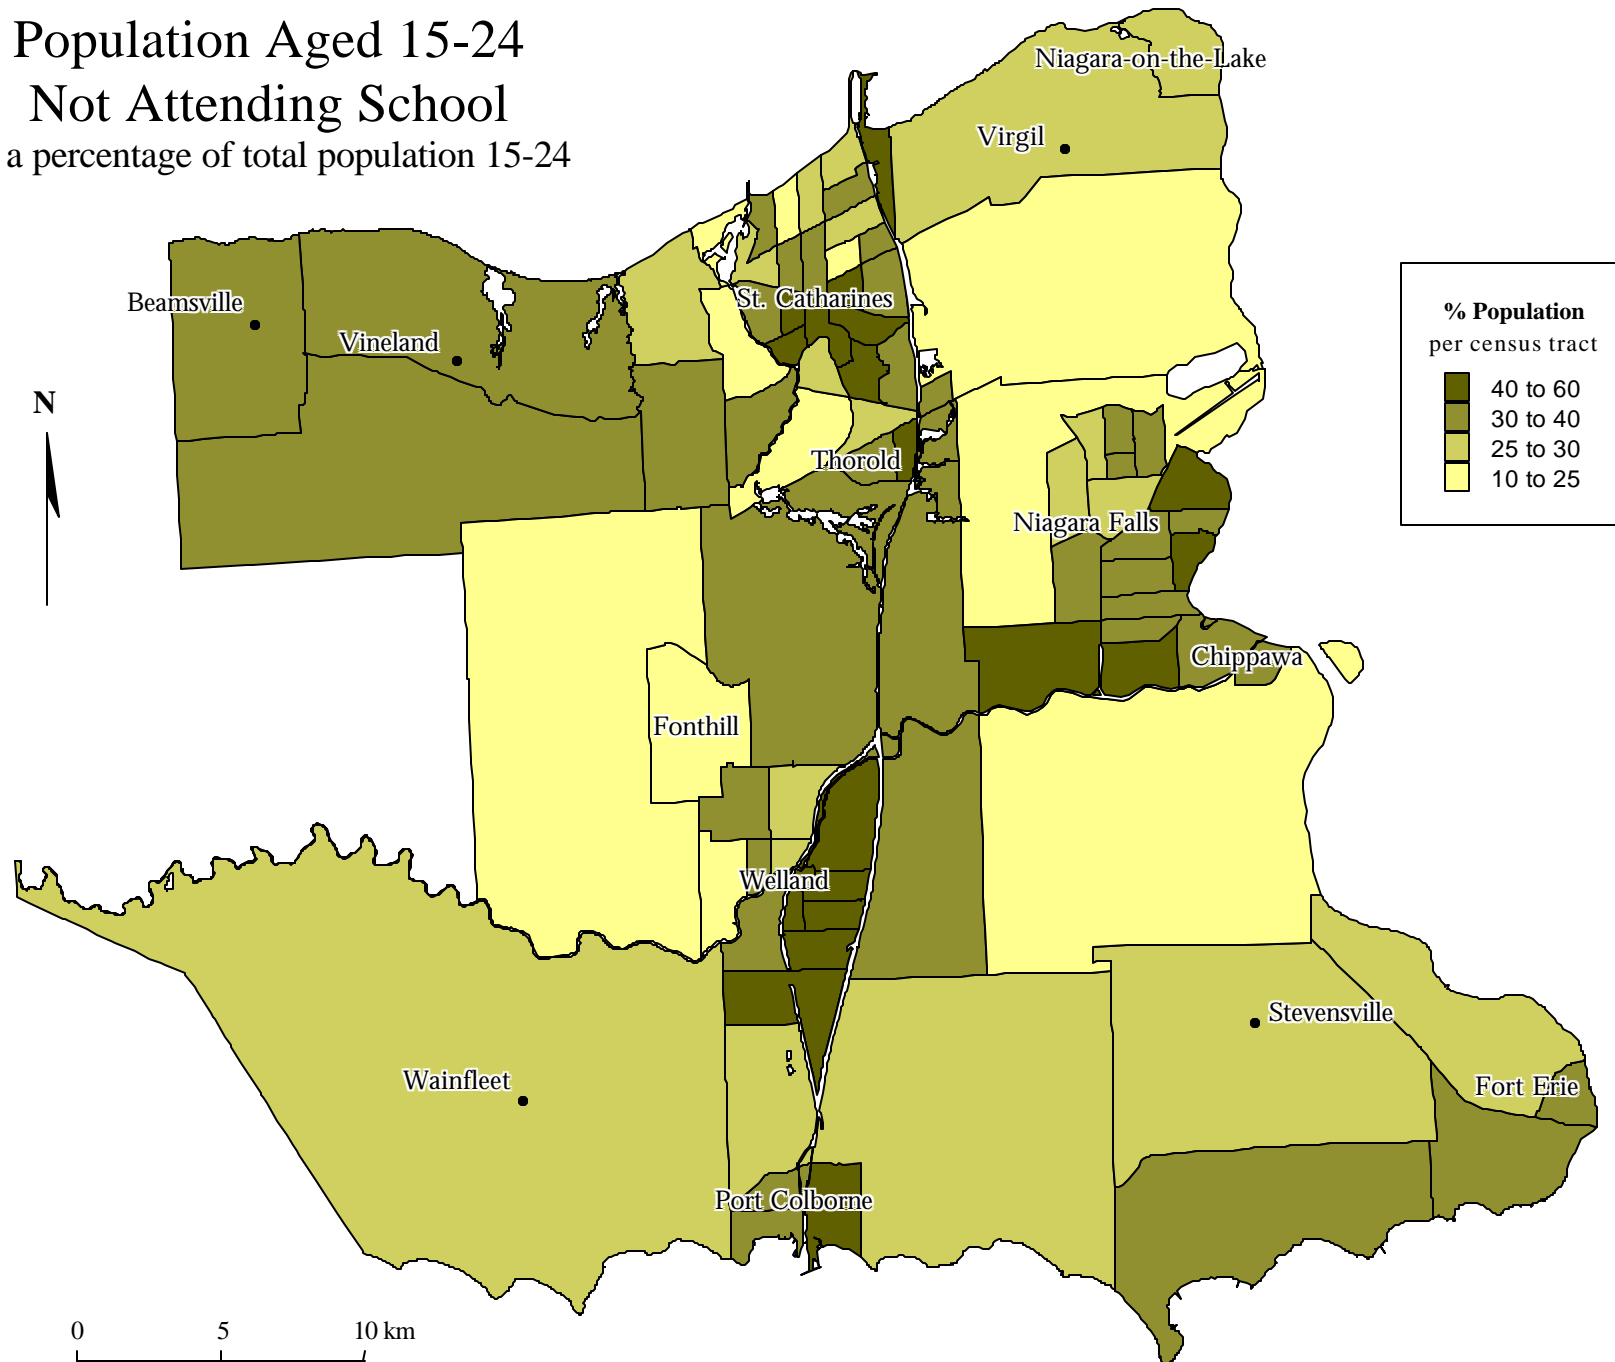 Population Aged 15-24
Not Attending School
a percentage of total population 15-24
Niagara-on-the-Lake
Virgil
Beamsville
St. Catharines
Vineland
% Population
per census tract
40 to 60
30 to 40
25 to 30
10 to 25
N
Thorold
Niagara Falls
Chippawa
Fonthill
Welland
Stevensville
Wainfleet
Fort Erie
Port Colborne
0 5 10 km